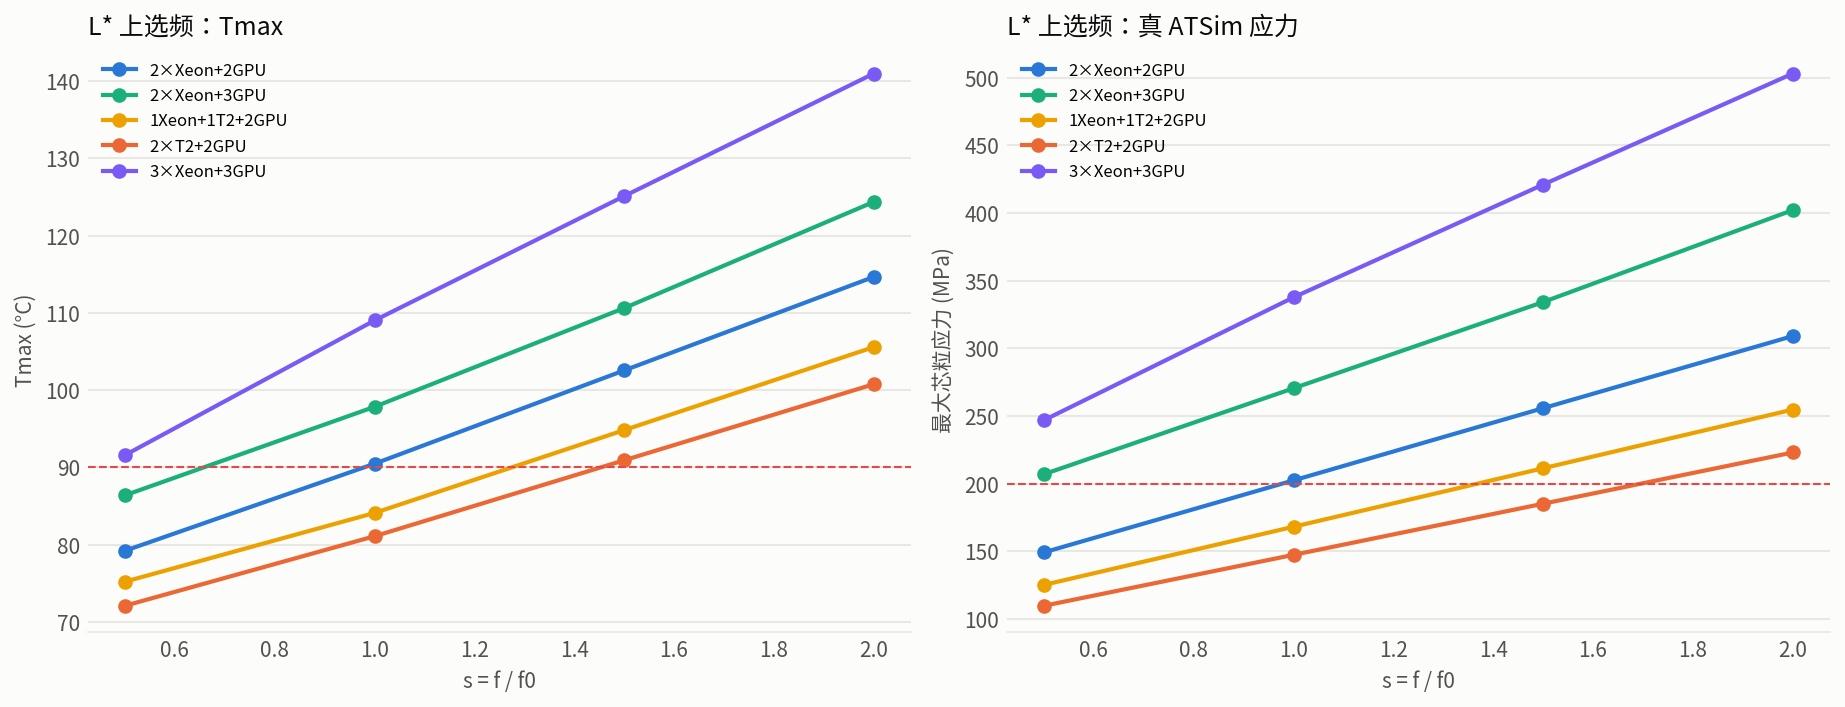 L* 上选频：Tmax
2×Xeon+2GPU
2×Xeon+3GPU
1Xeon+1T2+2GPU
2×T2+2GPU
3×Xeon+3GPU
140
130
120
110
100
90
80
70
Tmax (°C)
0.6 0.8 1.0 1.2 1.4 1.6 1.8 2.0
s = f / f0
L* 上选频：真 ATSim 应力
2×Xeon+2GPU
2×Xeon+3GPU
1Xeon+1T2+2GPU
2×T2+2GPU
3×Xeon+3GPU
500
450
400
350
300
250
200
150
100
最大芯粒应力 (MPa)
0.6 0.8 1.0 1.2 1.4 1.6 1.8 2.0
s = f / f0